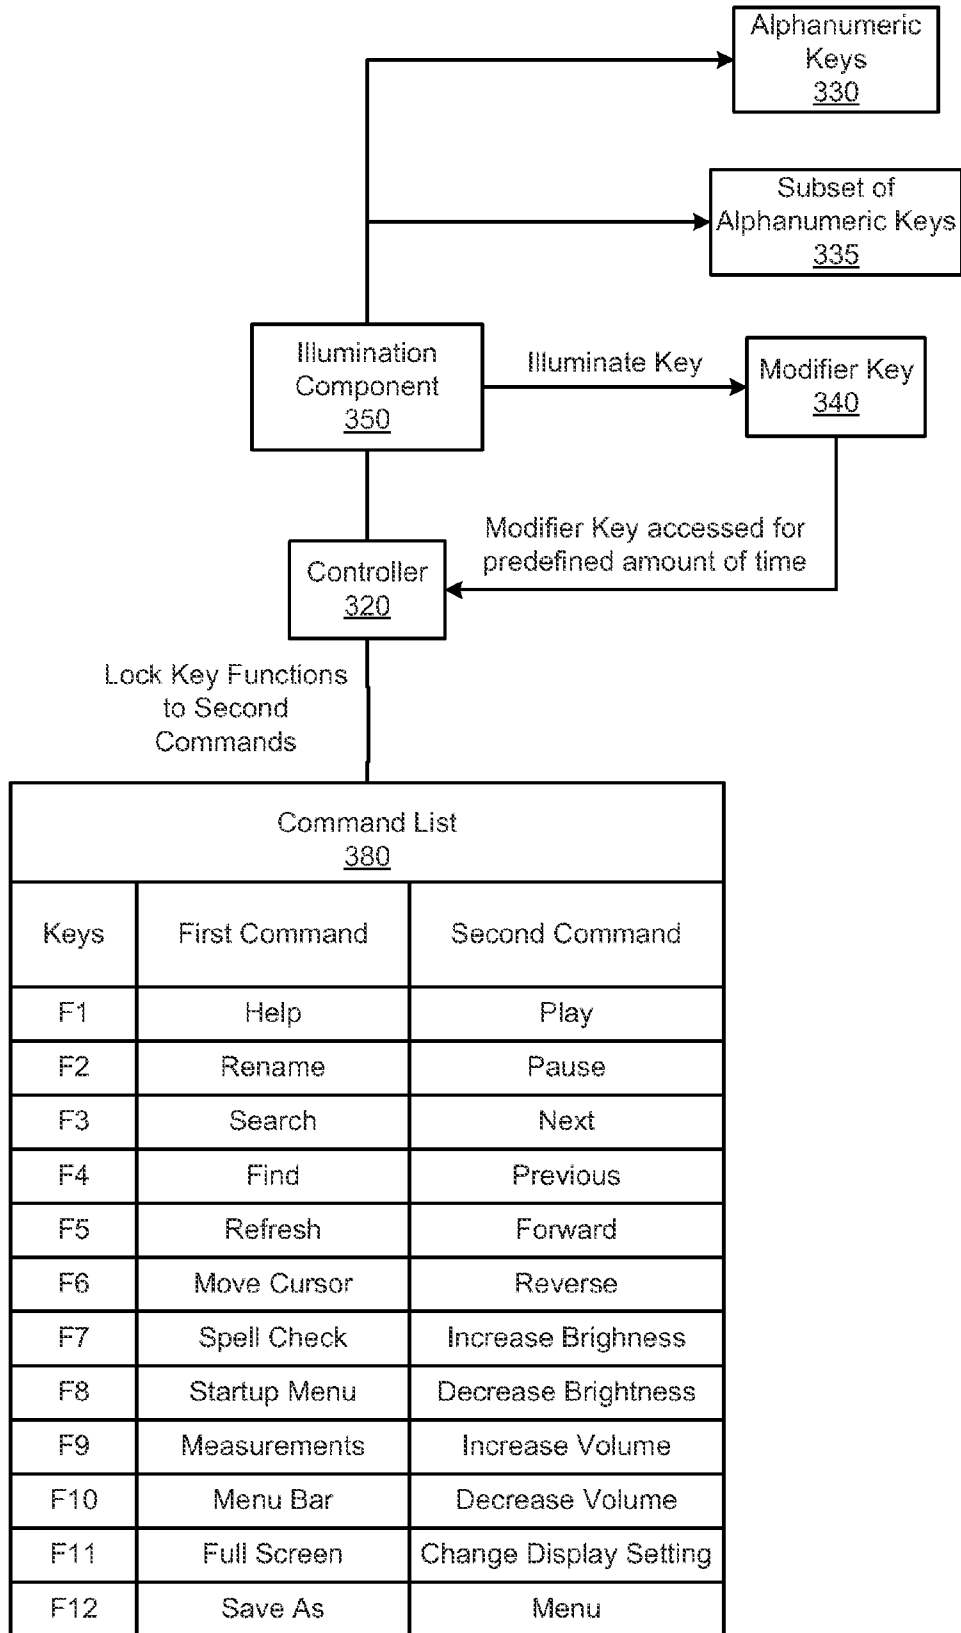 Alphanumeric
Keys
330
Subset of
Alphanumeric Keys
335
Illumination
Component
350
Illuminate Key
Modifier Key
340
Modifier Key accessed for
predefined amount of time
Controller
320
Lock Key Functions
to Second
Commands
Command List
380
Keys First Command Second Command
F1 Help Play
F2 Rename Pause
F3 Search Next
F4 Find Previous
F5 Refresh Forward
F6 Move Cursor Reverse
F7 Spell Check Increase Brighness
F8 Startup Menu Decrease Brightness
F9 Measurements Increase Volume
F10 Menu Bar Decrease Volume
F11 Full Screen Change Display Setting
F12 Save As Menu